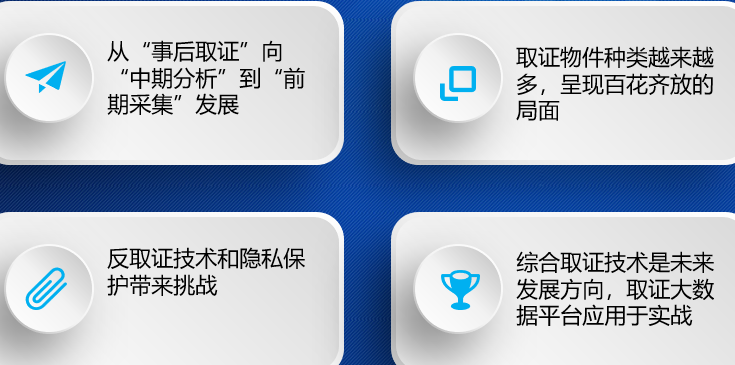 从“事后取证”向
“中期分析”到“前
期采集”发展
取证物件种类越来越
多，呈现百花齐放的
局面
反取证技术和隐私保
护带来挑战
综合取证技术是未来
发展方向，取证大数
据平台应用于实战